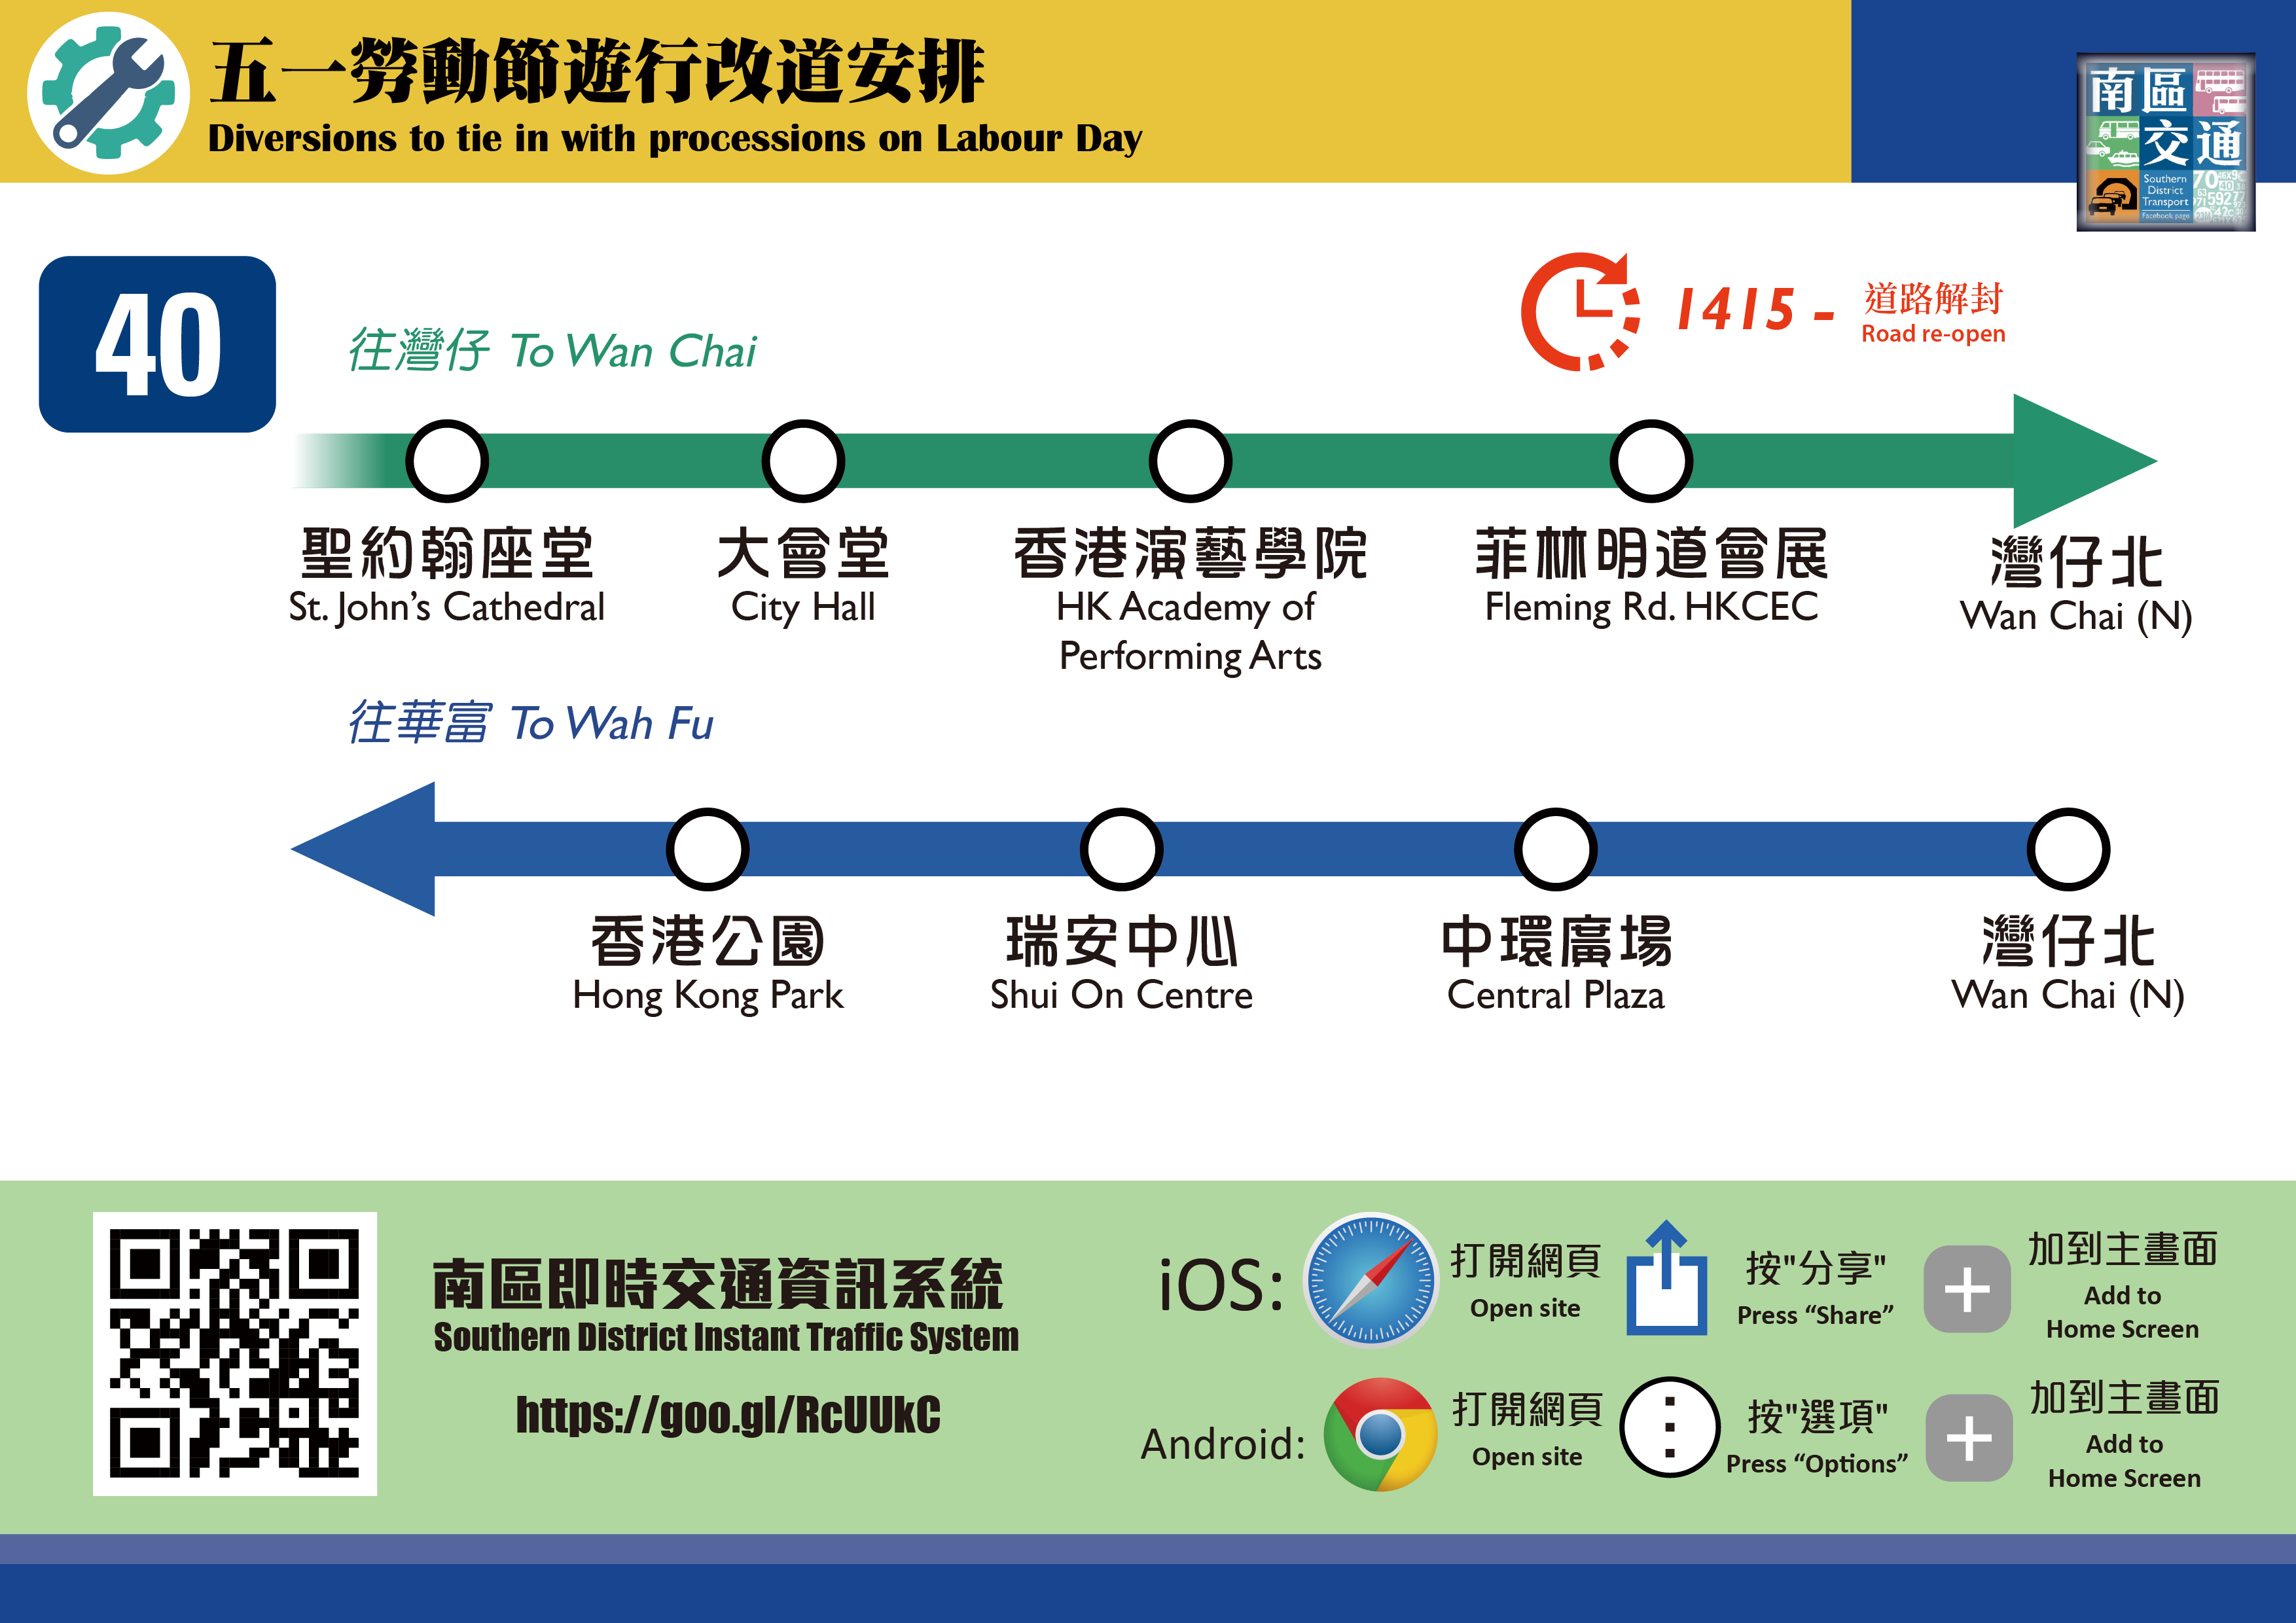 五一勞動節遊行改道安排
Diversions to tie in with processions on Labour Day
南區
交通
Southern
District
Transport
Facebook page
40
往灣仔 To Wan Chai
1415 -
道路解封
Road re-open
聖約翰座堂
St. John’s Cathedral
大會堂
City Hall
香港演藝學院
HK Academy of
Performing Arts
菲林明道會展
Fleming Rd. HKCEC
灣仔北
Wan Chai (N)
往華富 To Wah Fu
香港公園
Hong Kong Park
瑞安中心
Shui On Centre
中環廣場
Central Plaza
灣仔北
Wan Chai (N)
南區即時交通資訊系統
Southern District Instant Traffic System
https://goo.gl/RcUUkC
iOS:
打開網頁
Open site
按"分享"
Press “Share”
加到主畫面
Add to
Home Screen
Android:
打開網頁
Open site
按"選項"
Press “Options”
加到主畫面
Add to
Home Screen